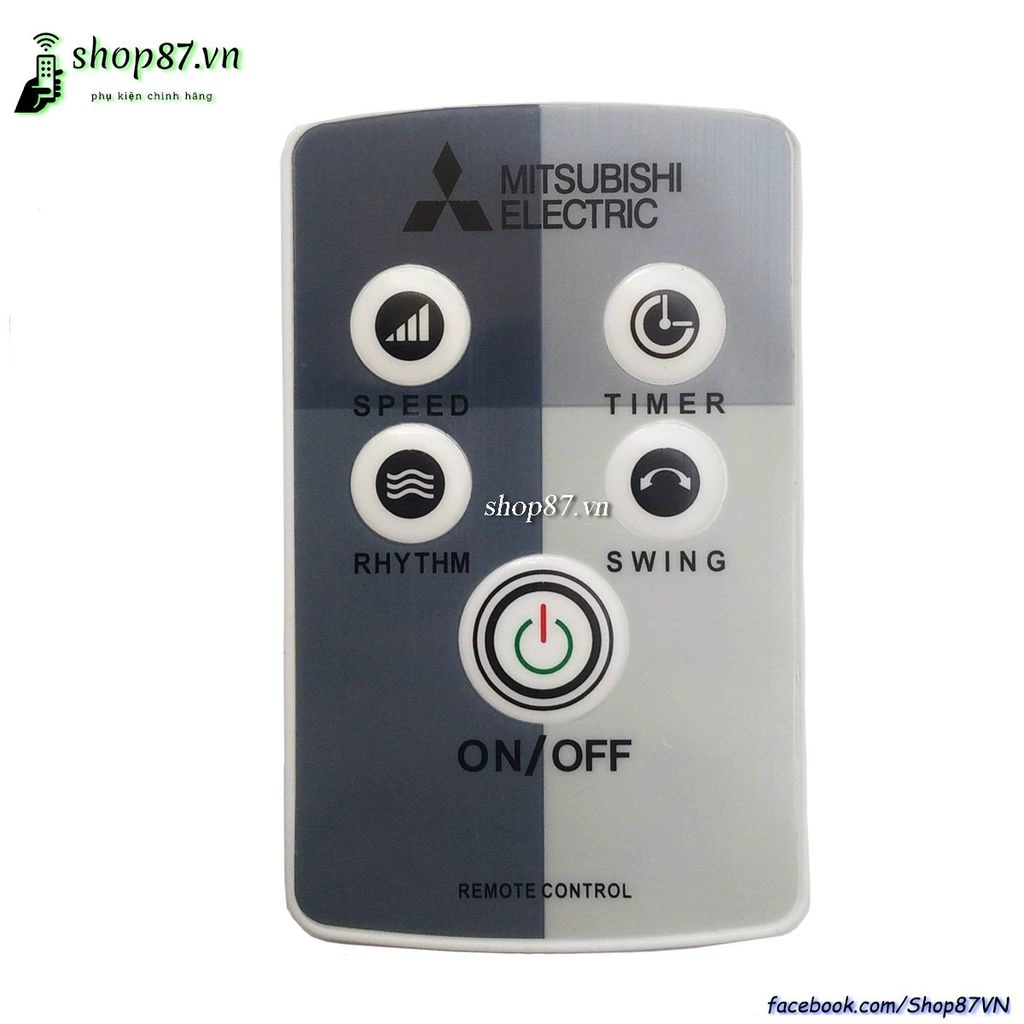 shop87.vn
phụ kiện chính hãng
MITSUBISHI
ELECTRIC
SPEED
TIMER
RHYTHM
shop87.vn
SWING
ON/OFF
REMOTE CONTROL
facebook.com/Shop87VN